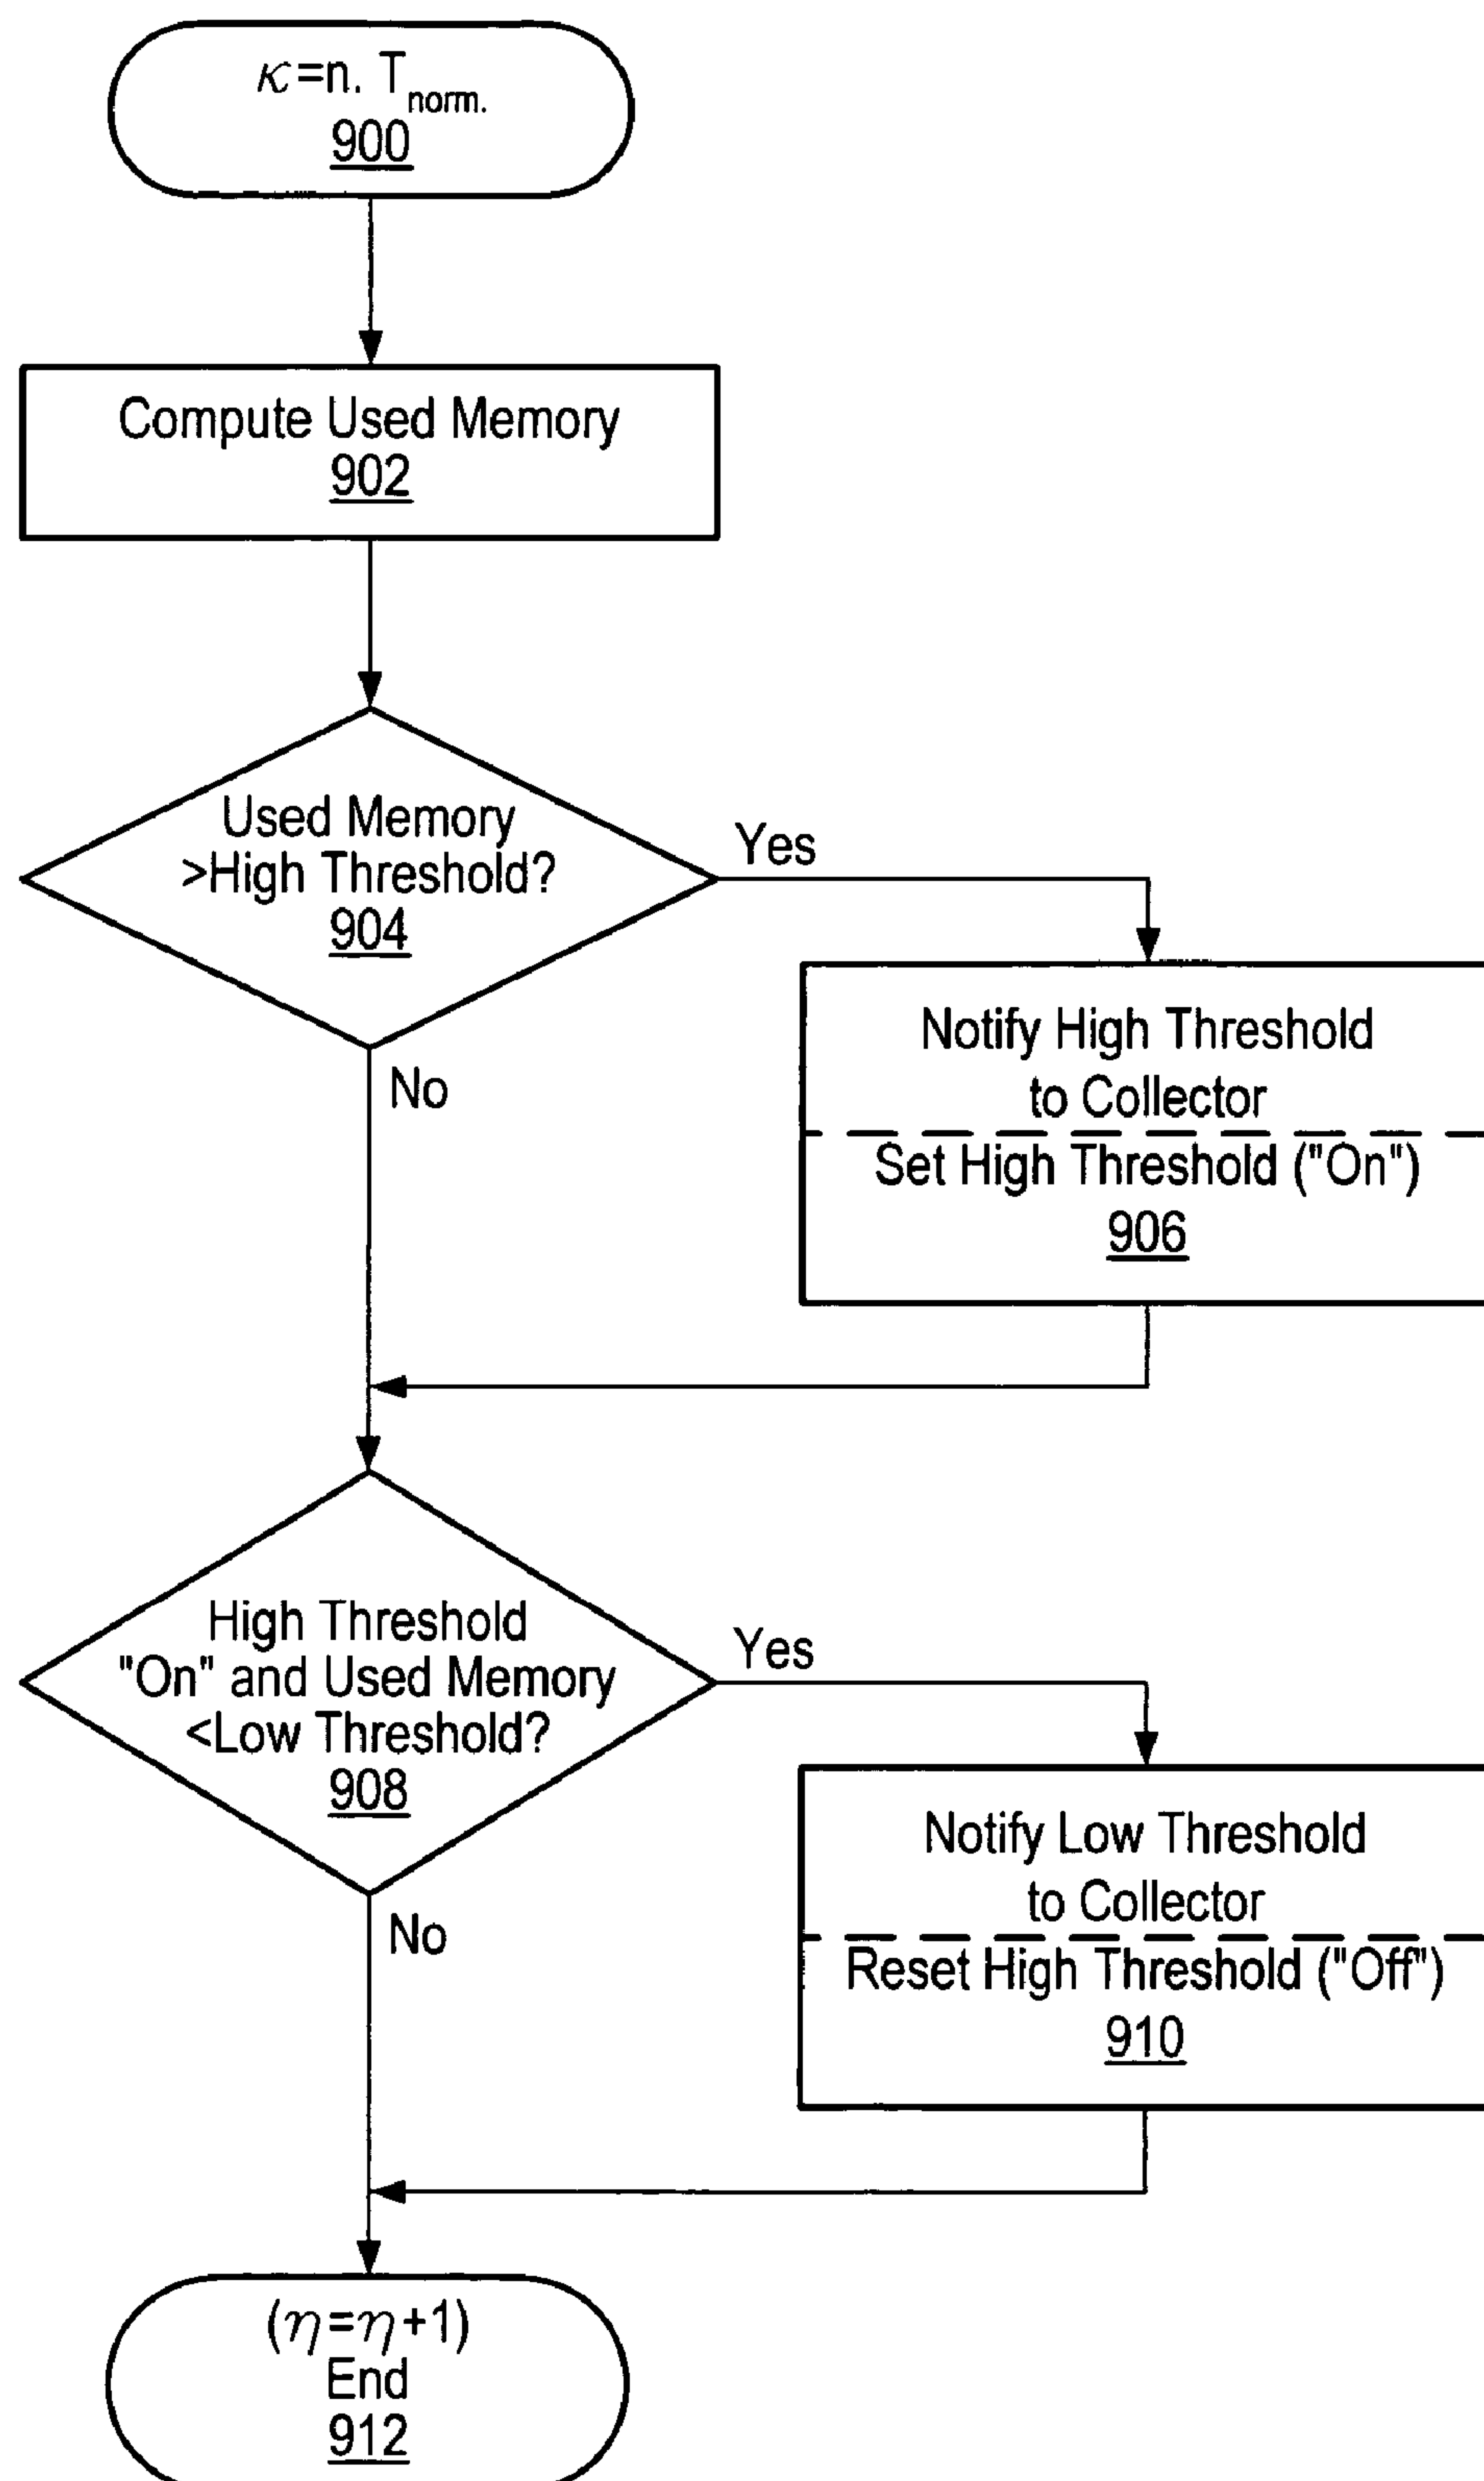 κ=n. Tnorm.
900
Compute Used Memory
902
Used Memory
>High Threshold?
904
Yes
No
Notify High Threshold
to Collector
Set High Threshold ("On")
906
High Threshold
"On" and Used Memory
<Low Threshold?
908
Yes
No
Notify Low Threshold
to Collector
Reset High Threshold ("Off")
910
(η=η+1)
End
912